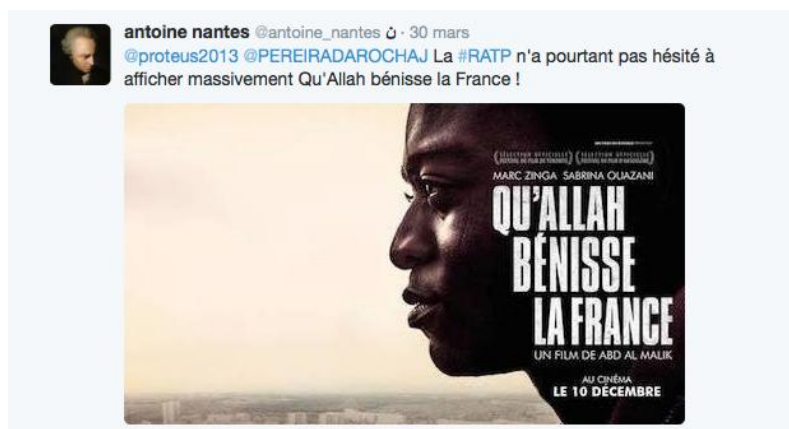 antoine nantes @antoine_nantes ن · 30 mars
@proteus2013 @PEREIRADAROCHAJ La #RATP n'a pourtant pas hésité à
afficher massivement Qu'Allah bénisse la France !
MARC ZINGA SABRINA OUAZANI
QU'ALLAH
BÉNISSE
LA FRANCE
UN FILM DE ABD AL MALIK
AU CINÉMA
LE 10 DÉCEMBRE